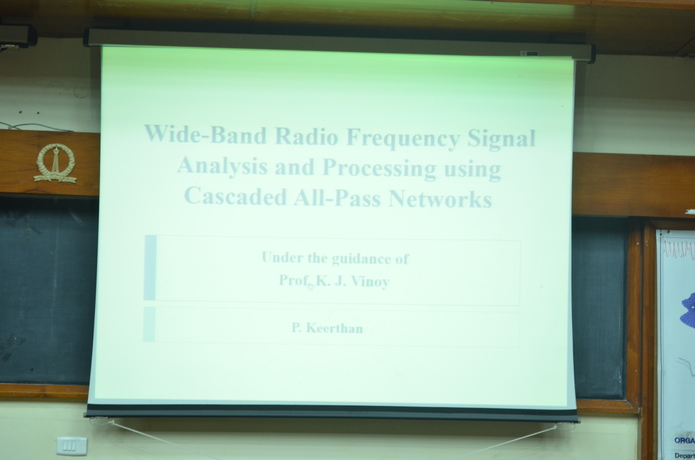 Wide-Band Radio Frequency Signal
Analysis and Processing using
Cascaded All-Pass Networks
Under the guidance of
Prof. K. J. Vinoy
P. Keerthan
ORGA
Depart